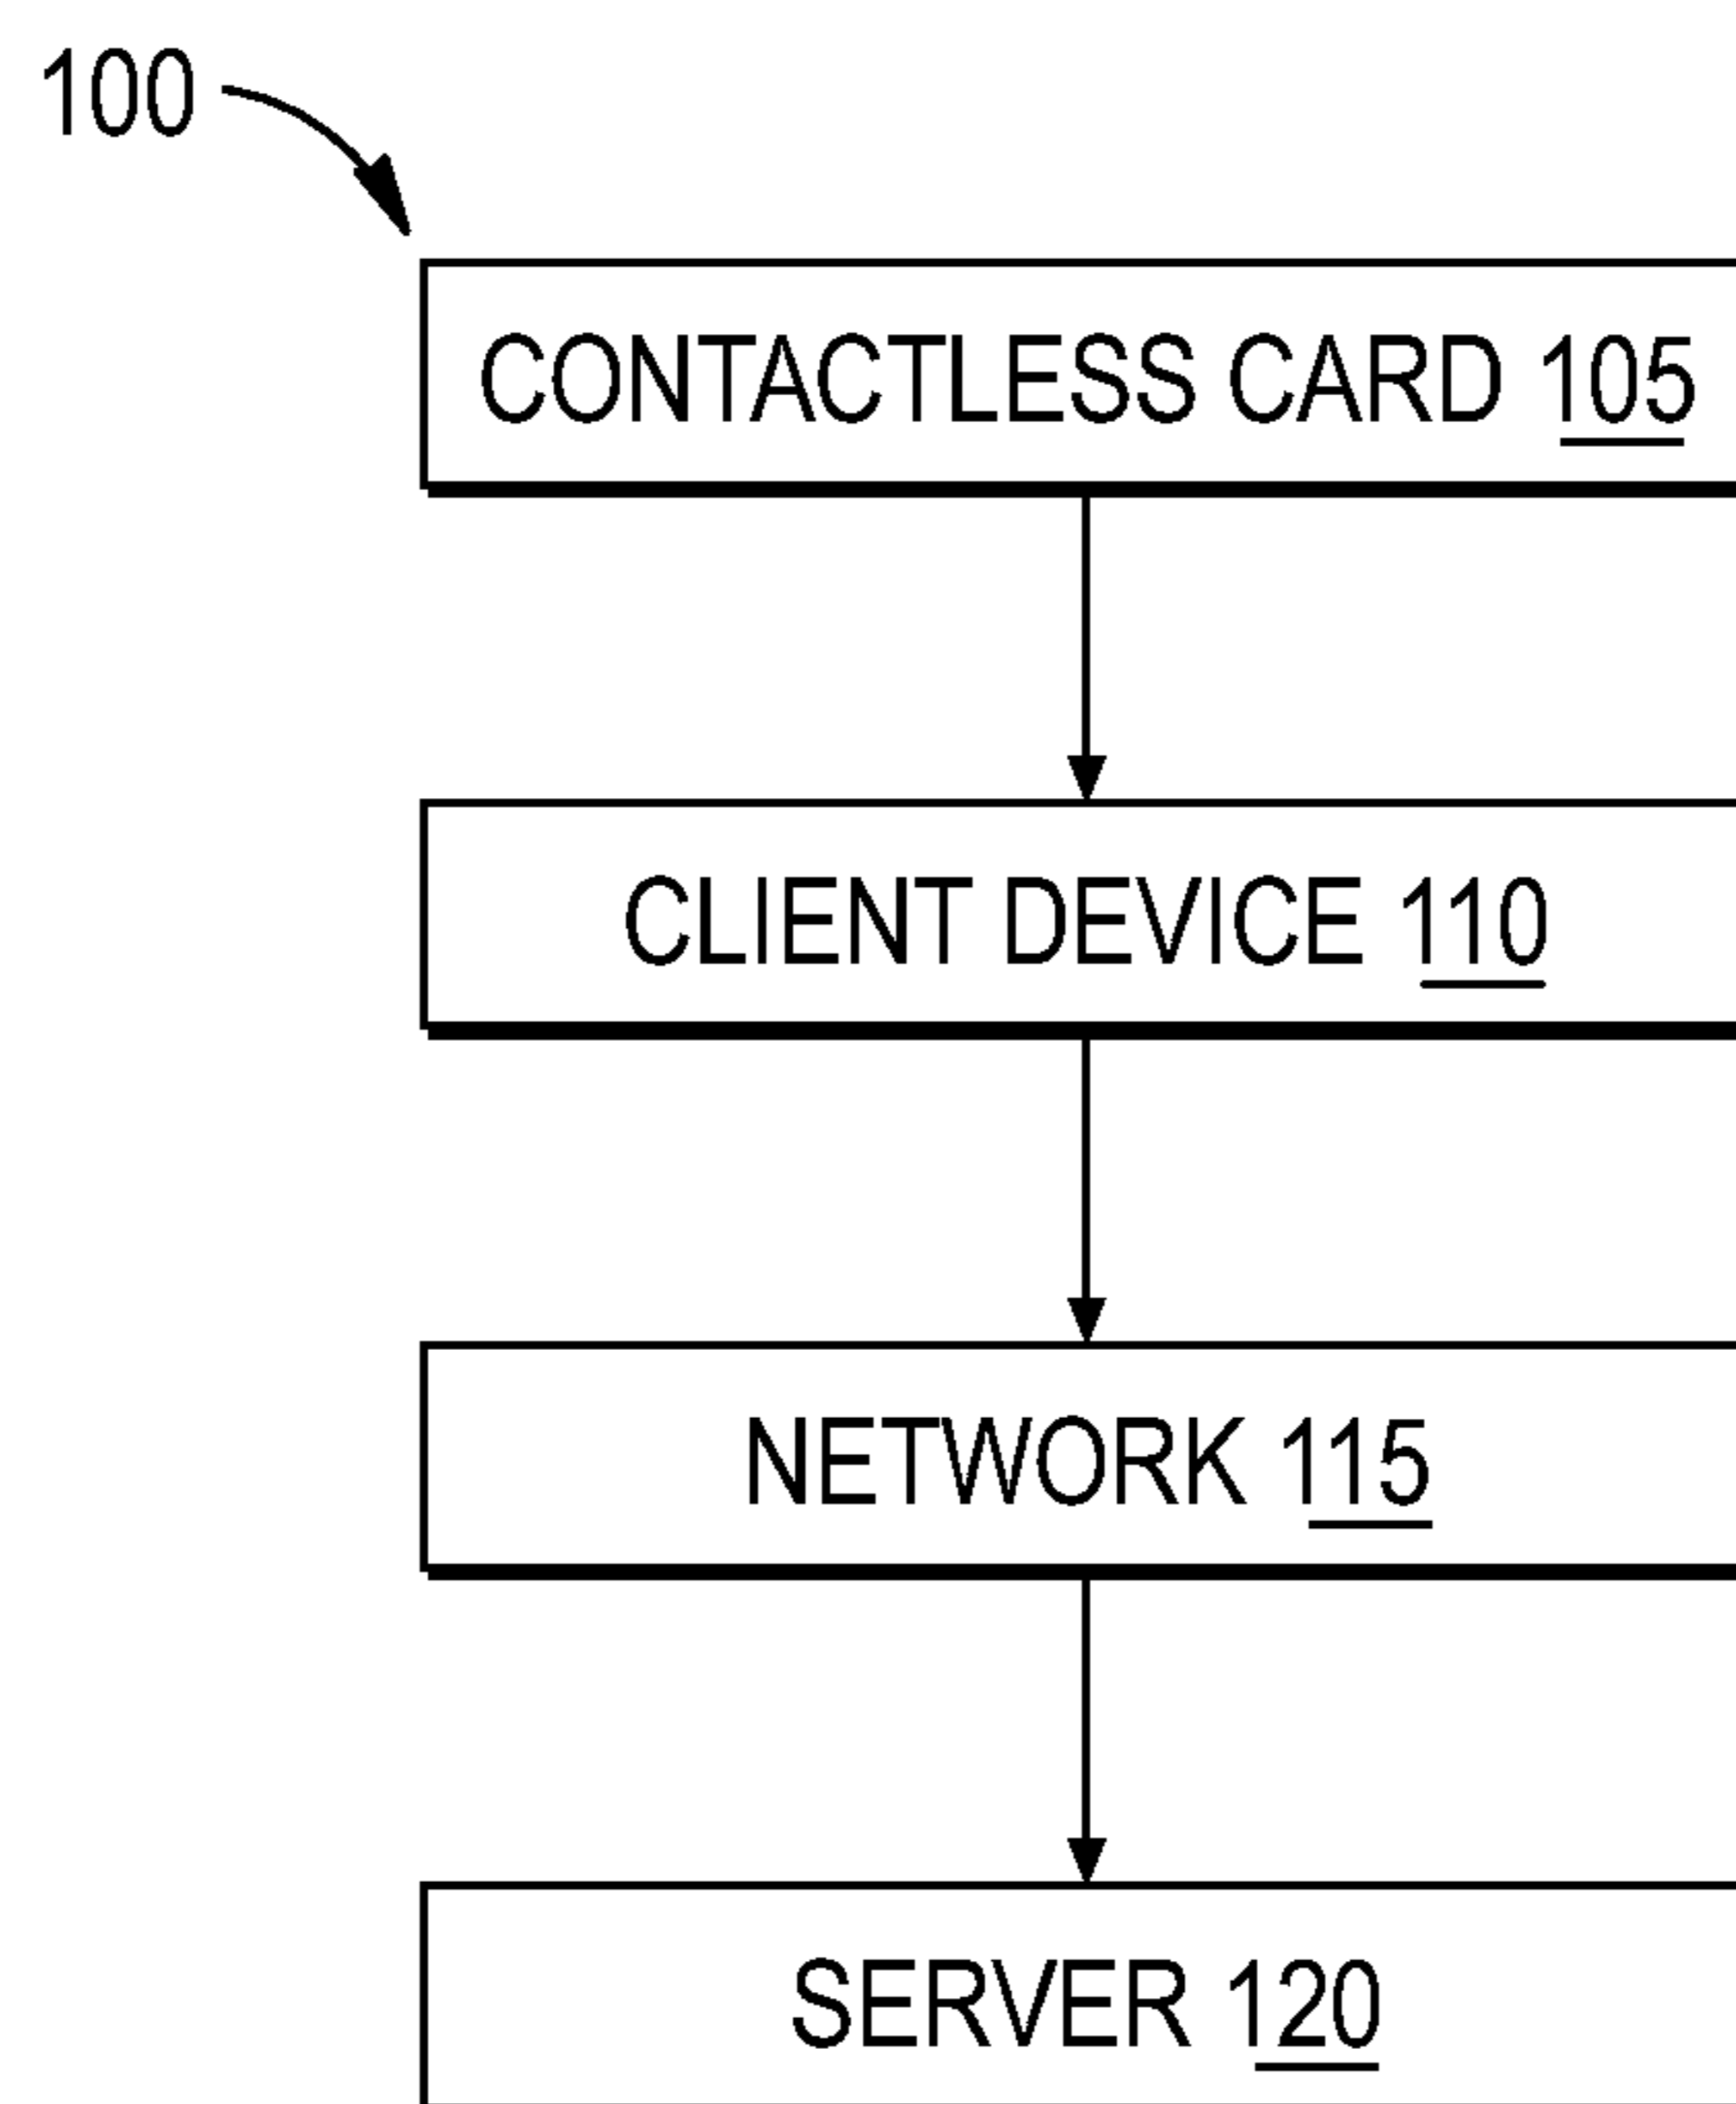 100
CONTACTLESS CARD 105
CLIENT DEVICE 110
NETWORK 115
SERVER 120